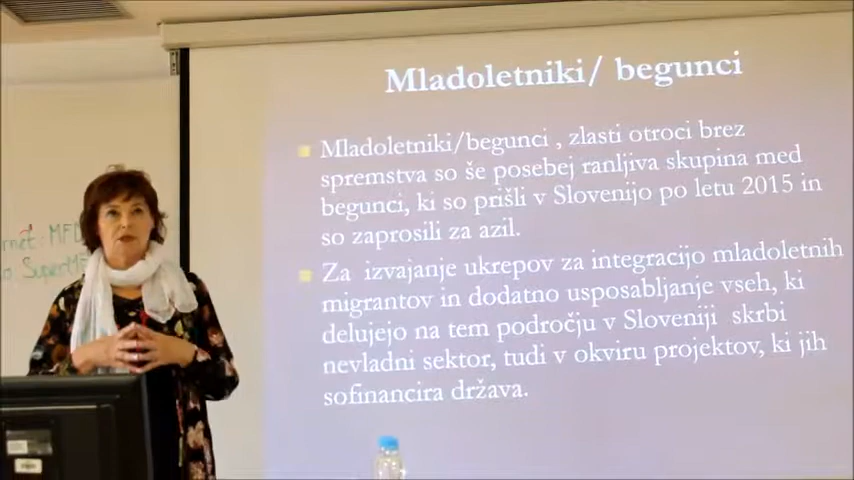 Mladoletniki/ begunci
Mladoletniki/begunci , zlasti otroci brez
spremstva so še posebej ranljiva skupina med
begunci, ki so prišli v Slovenijo po letu 2015 in
so zaprosili za azil.
Za izvajanje ukrepov za integracijo mladoletnih
migrantov in dodatno usposabljanje vseh, ki
delujejo na tem področju v Sloveniji skrbi
nevladni sektor, tudi v okviru projektov, ki jih
sofinancira država.